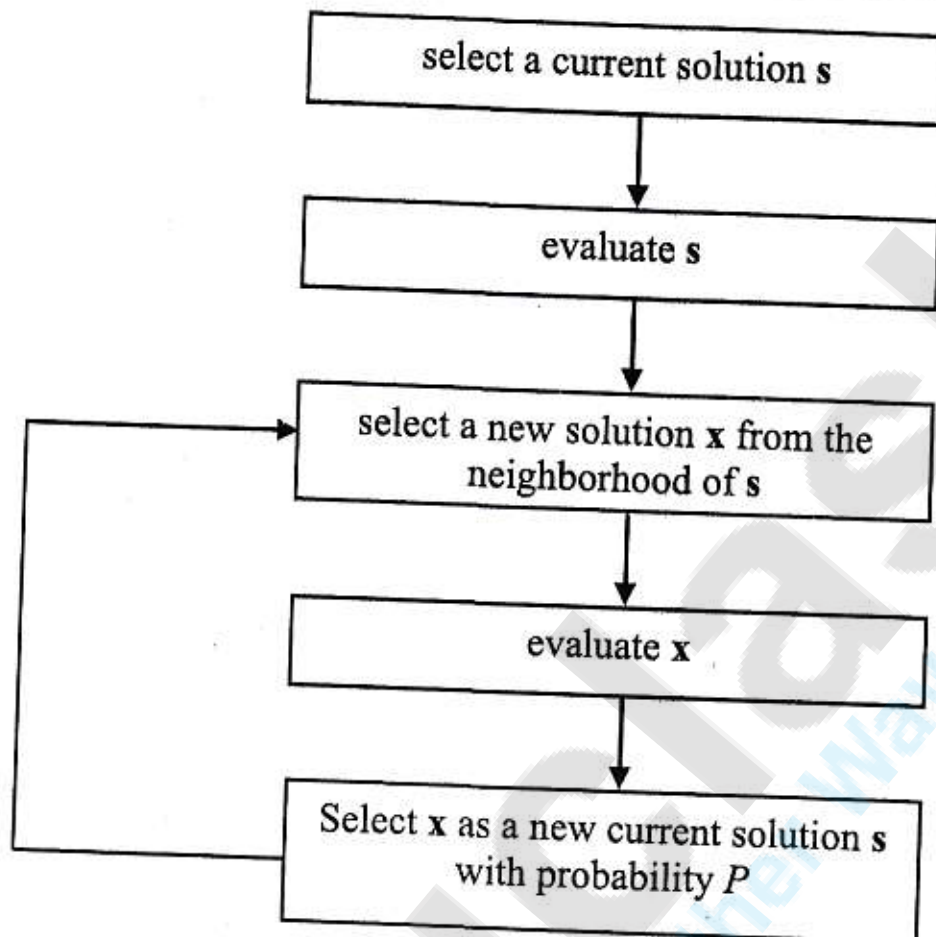 select a current solution s
evaluate s
select a new solution x from the
neighborhood of s
evaluate x
Select x as a new current solution s
with probability P